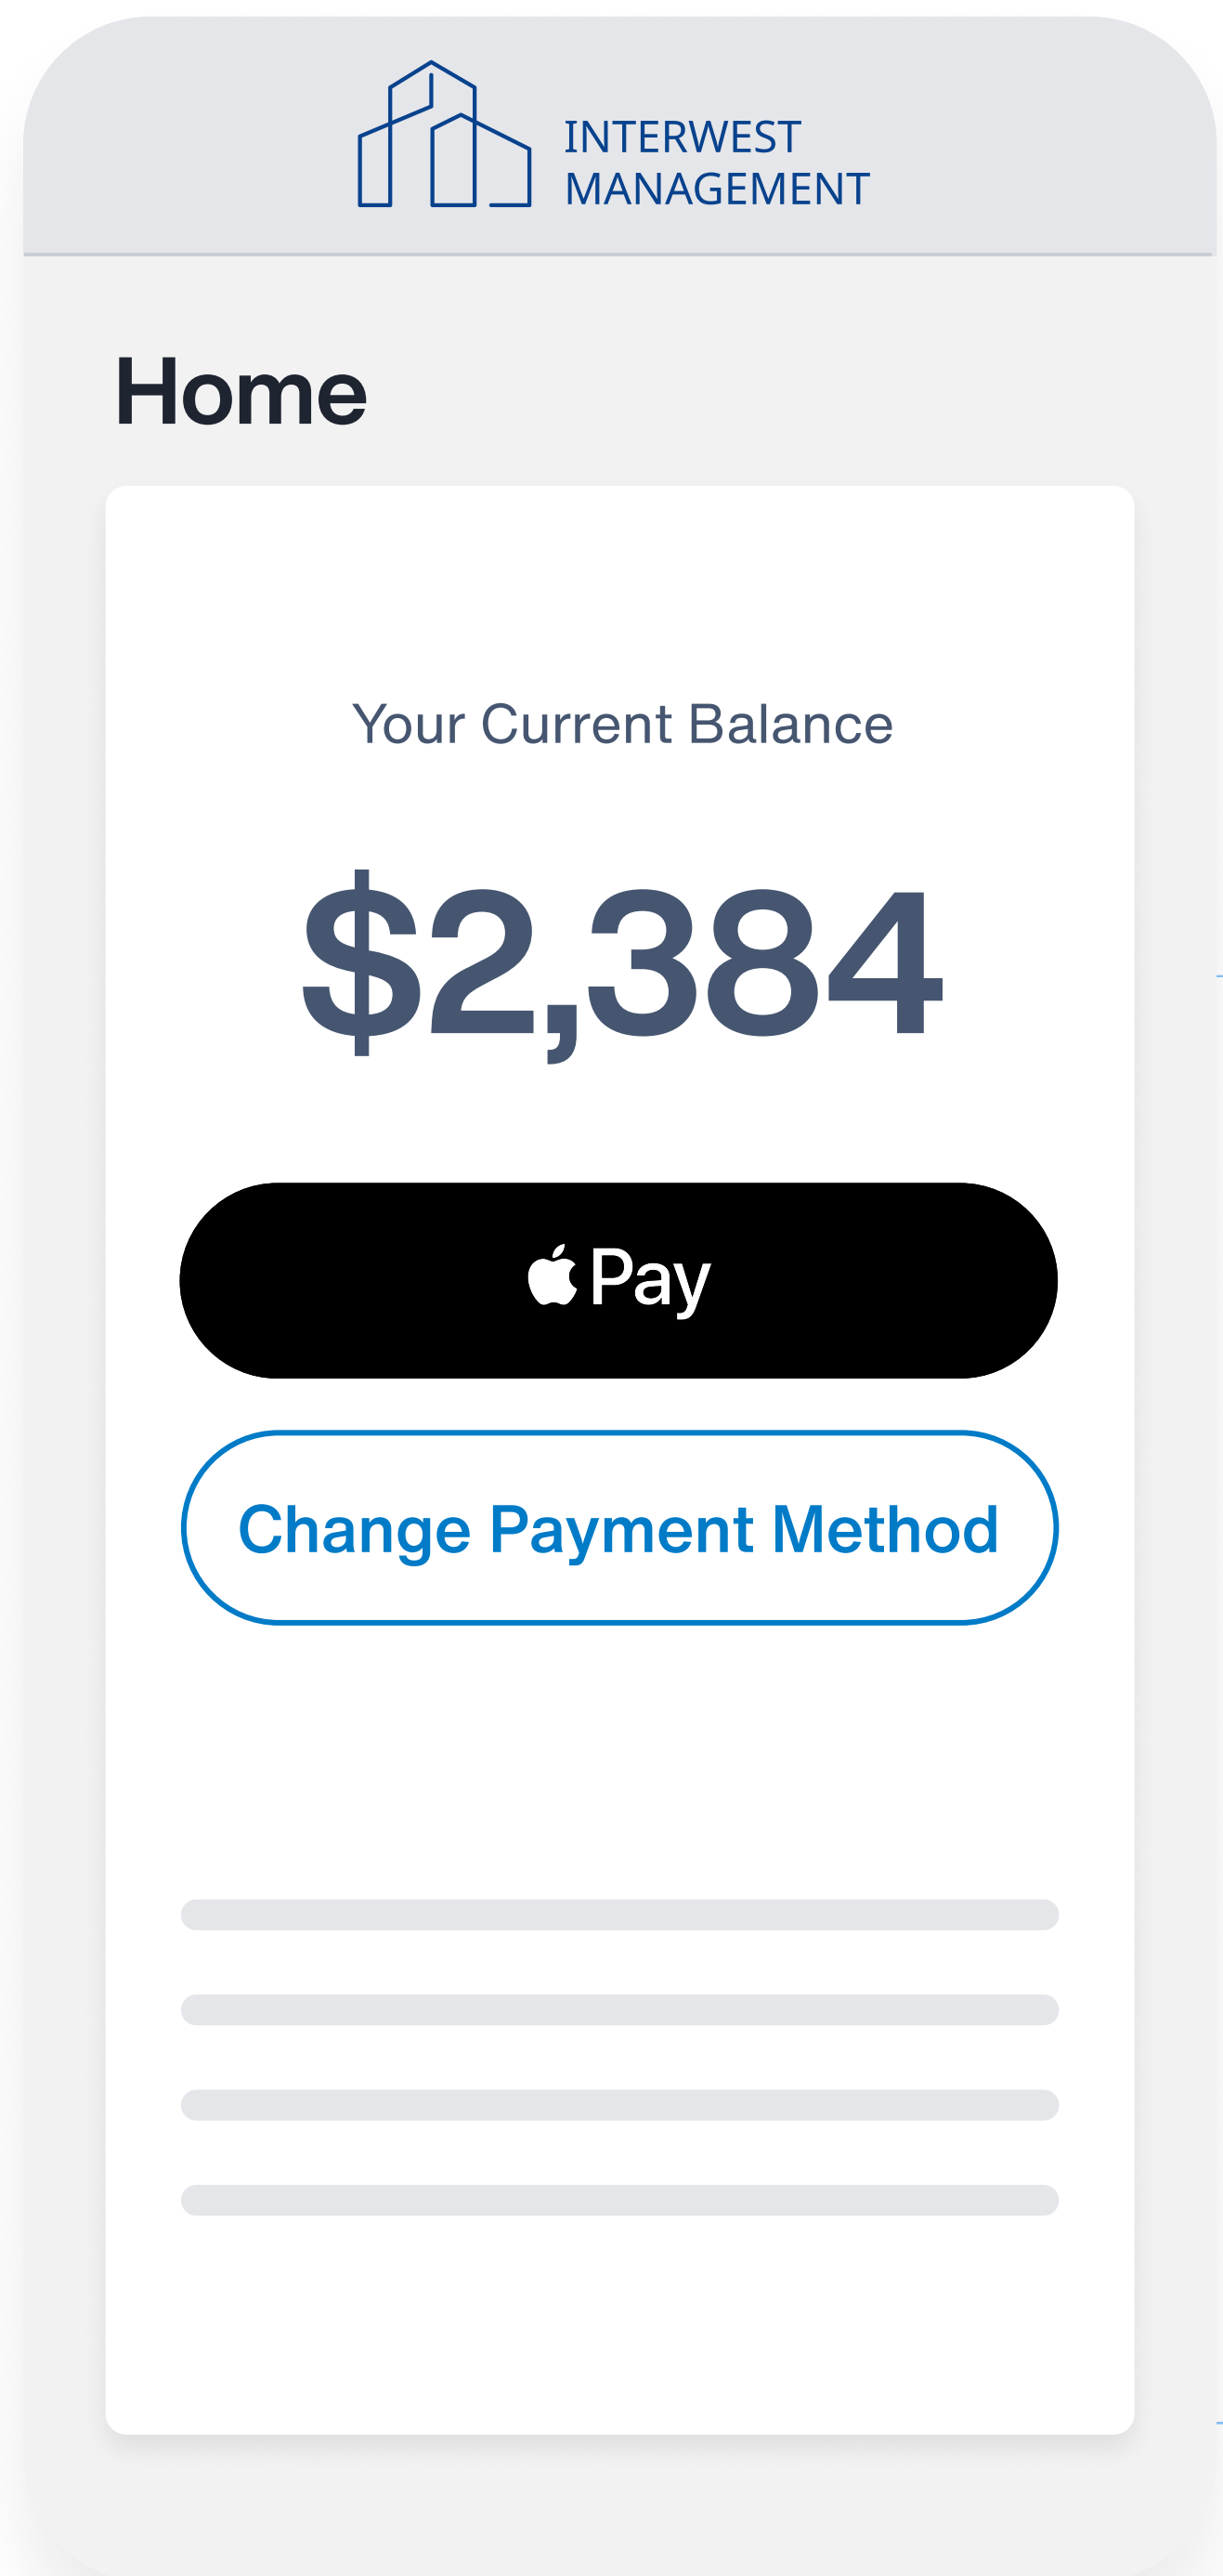 INTERWEST
MANAGEMENT
Home
Your Current Balance
$2,384
Pay
Change Payment Method